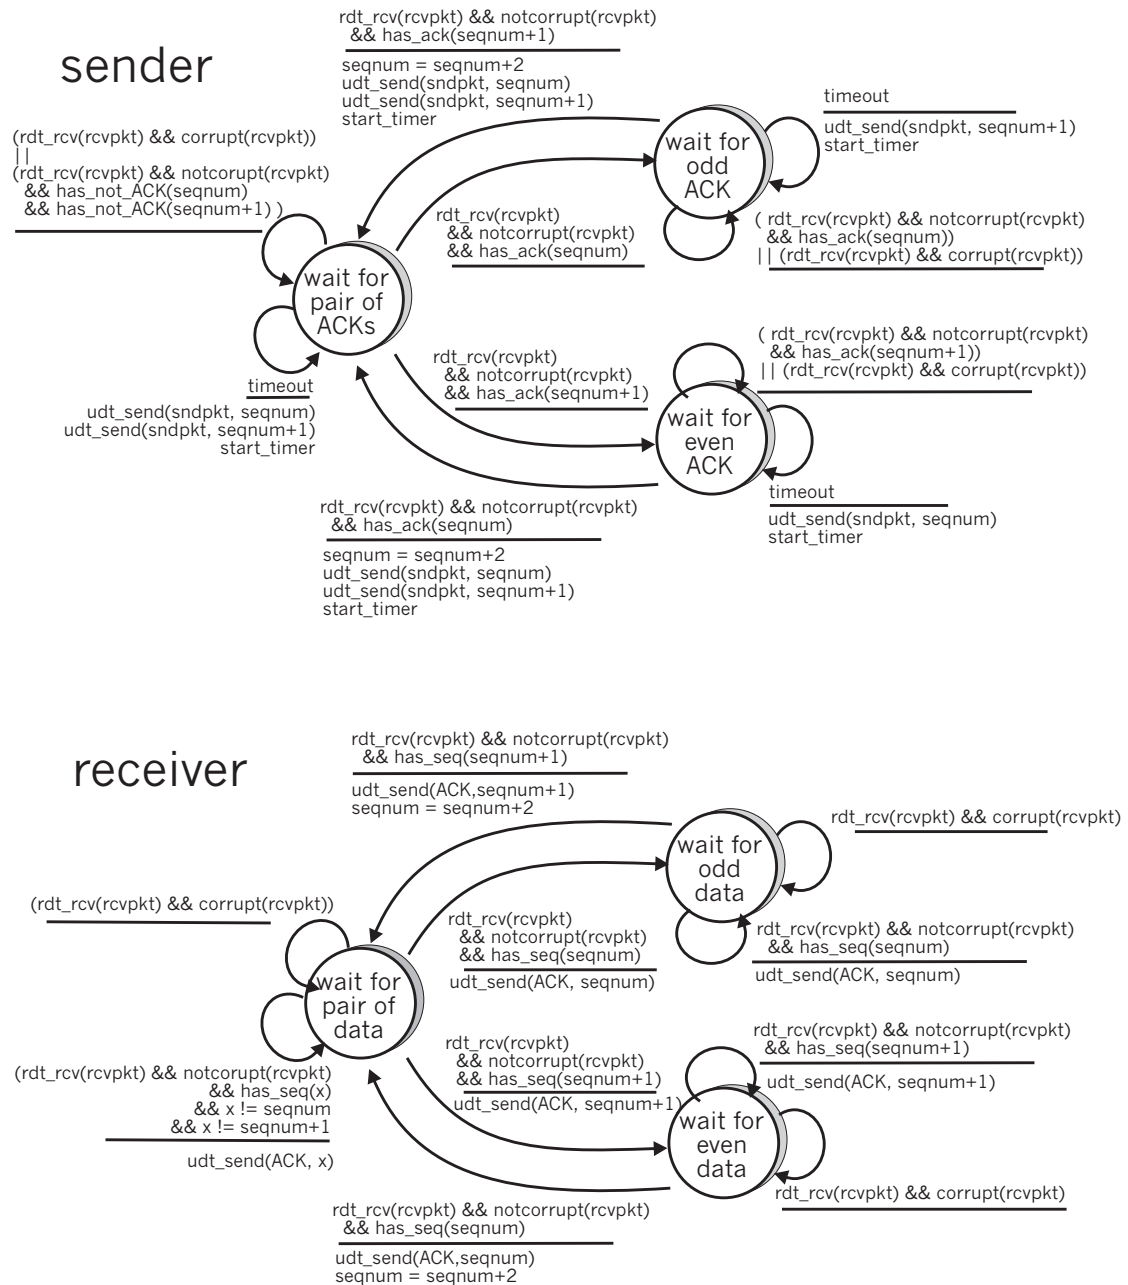 sender
rdt_rcv(rcvpkt) && notcorrupt(rcvpkt)
&& has_ack(seqnum+1)
seqnum = seqnum+2
udt_send(sndpkt, seqnum)
udt_send(sndpkt, seqnum+1)
start_timer
(rdt_rcv(rcvpkt) && corrupt(rcvpkt))
||
(rdt_rcv(rcvpkt) && notcorupt(rcvpkt)
&& has_not_ACK(seqnum)
&& has_not_ACK(seqnum+1) )
wait for
odd
ACK
timeout
udt_send(sndpkt, seqnum+1)
start_timer
rdt_rcv(rcvpkt)
&& notcorrupt(rcvpkt)
&& has_ack(seqnum)
( rdt_rcv(rcvpkt) && notcorrupt(rcvpkt)
&& has_ack(seqnum))
|| (rdt_rcv(rcvpkt) && corrupt(rcvpkt))
wait for
pair of
ACKs
timeout
udt_send(sndpkt, seqnum)
udt_send(sndpkt, seqnum+1)
start_timer
rdt_rcv(rcvpkt)
&& notcorrupt(rcvpkt)
&& has_ack(seqnum+1)
( rdt_rcv(rcvpkt) && notcorrupt(rcvpkt)
&& has_ack(seqnum+1))
|| (rdt_rcv(rcvpkt) && corrupt(rcvpkt))
wait for
even
ACK
timeout
udt_send(sndpkt, seqnum)
start_timer
rdt_rcv(rcvpkt) && notcorrupt(rcvpkt)
&& has_ack(seqnum)
seqnum = seqnum+2
udt_send(sndpkt, seqnum)
udt_send(sndpkt, seqnum+1)
start_timer
receiver
rdt_rcv(rcvpkt) && notcorrupt(rcvpkt)
&& has_seq(seqnum+1)
udt_send(ACK,seqnum+1)
seqnum = seqnum+2
wait for
odd
data
rdt_rcv(rcvpkt) && corrupt(rcvpkt)
(rdt_rcv(rcvpkt) && corrupt(rcvpkt))
rdt_rcv(rcvpkt)
&& notcorrupt(rcvpkt)
&& has_seq(seqnum)
udt_send(ACK, seqnum)
rdt_rcv(rcvpkt) && notcorrupt(rcvpkt)
&& has_seq(seqnum)
udt_send(ACK, seqnum)
wait for
pair of
data
(rdt_rcv(rcvpkt) && notcorupt(rcvpkt)
&& has_seq(x)
&& x != seqnum
&& x != seqnum+1
udt_send(ACK, x)
rdt_rcv(rcvpkt)
&& notcorrupt(rcvpkt)
&& has_seq(seqnum+1)
udt_send(ACK, seqnum+1)
rdt_rcv(rcvpkt) && notcorrupt(rcvpkt)
&& has_seq(seqnum+1)
udt_send(ACK, seqnum+1)
wait for
even
data
rdt_rcv(rcvpkt) && corrupt(rcvpkt)
rdt_rcv(rcvpkt) && notcorrupt(rcvpkt)
&& has_seq(seqnum)
udt_send(ACK,seqnum)
seqnum = seqnum+2